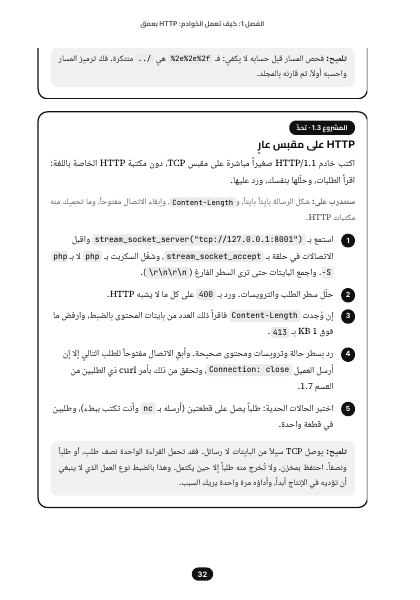 الفصل 1: كيف تعمل الخوادم: HTTP بعمق
تلميح: فحص المسار قبل حسابه لا يكفي: فـ %2e%2e%2f هي ../ متنكرة. فك ترميز المسار
واحسبه أولاً، ثم قارنه بالمجلد.
المشروع 1.3 · تحدٍّ
HTTP على مقبس عارٍ
اكتب خادم HTTP/1.1 صغيراً مباشرة على مقبس TCP، دون مكتبة HTTP الخاصة باللغة:
اقرأ الطلبات، وحلّلها بنفسك، ورد عليها.
ستتدرب على: شكل الرسالة بايتاً بايتاً، و Content-Length، وإبقاء الاتصال مفتوحاً، وما تحميك منه
مكتبات HTTP.
1 استمع بـ stream_socket_server("tcp://127.0.0.1:8001") واقبل
الاتصالات في حلقة بـ stream_socket_accept، وشغّل السكربت بـ php لا بـ php
-S. واجمع البايتات حتى ترى السطر الفارغ (\r\n\r\n).
2 حلّل سطر الطلب والترويسات. ورد بـ 400 على كل ما لا يشبه HTTP.
3 إن وُجدت Content-Length فاقرأ ذلك العدد من بايتات المحتوى بالضبط، وارفض ما
فوق 1 KB بـ 413.
4 رد بسطر حالة وترويسات ومحتوى صحيحة. وأبقِ الاتصال مفتوحاً للطلب التالي إلا إن
أرسل العميل Connection: close، وتحقق من ذلك بأمر curl ذي الطلبين من
القسم 1.7.
5 اختبر الحالات الحدية: طلباً يصل على قطعتين (أرسله بـ nc وأنت تكتب ببطء)، وطلبين
في قطعة واحدة.
تلميح: يوصل TCP سيلاً من البايتات لا رسائل. فقد تحمل القراءة الواحدة نصف طلب، أو طلباً
ونصفاً. احتفظ بمخزن، ولا تُخرج منه طلباً إلا حين يكتمل. وهذا بالضبط نوع العمل الذي لا ينبغي
أن تؤديه في الإنتاج أبداً، وأداؤه مرة واحدة يريك السبب.
32